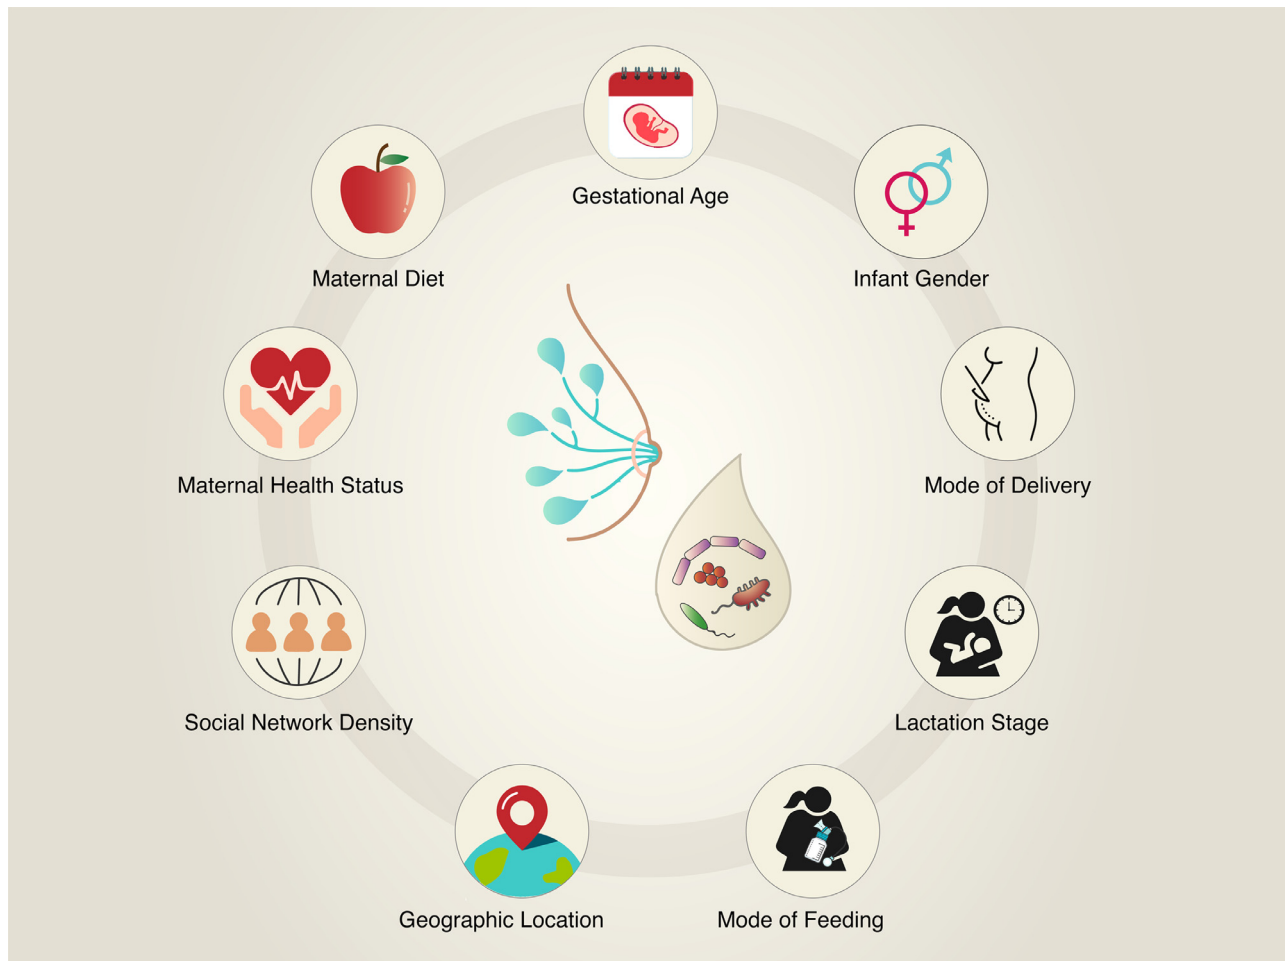 Gestational Age
Maternal Diet
Infant Gender
Maternal Health Status
Mode of Delivery
Social Network Density
Lactation Stage
Geographic Location
Mode of Feeding